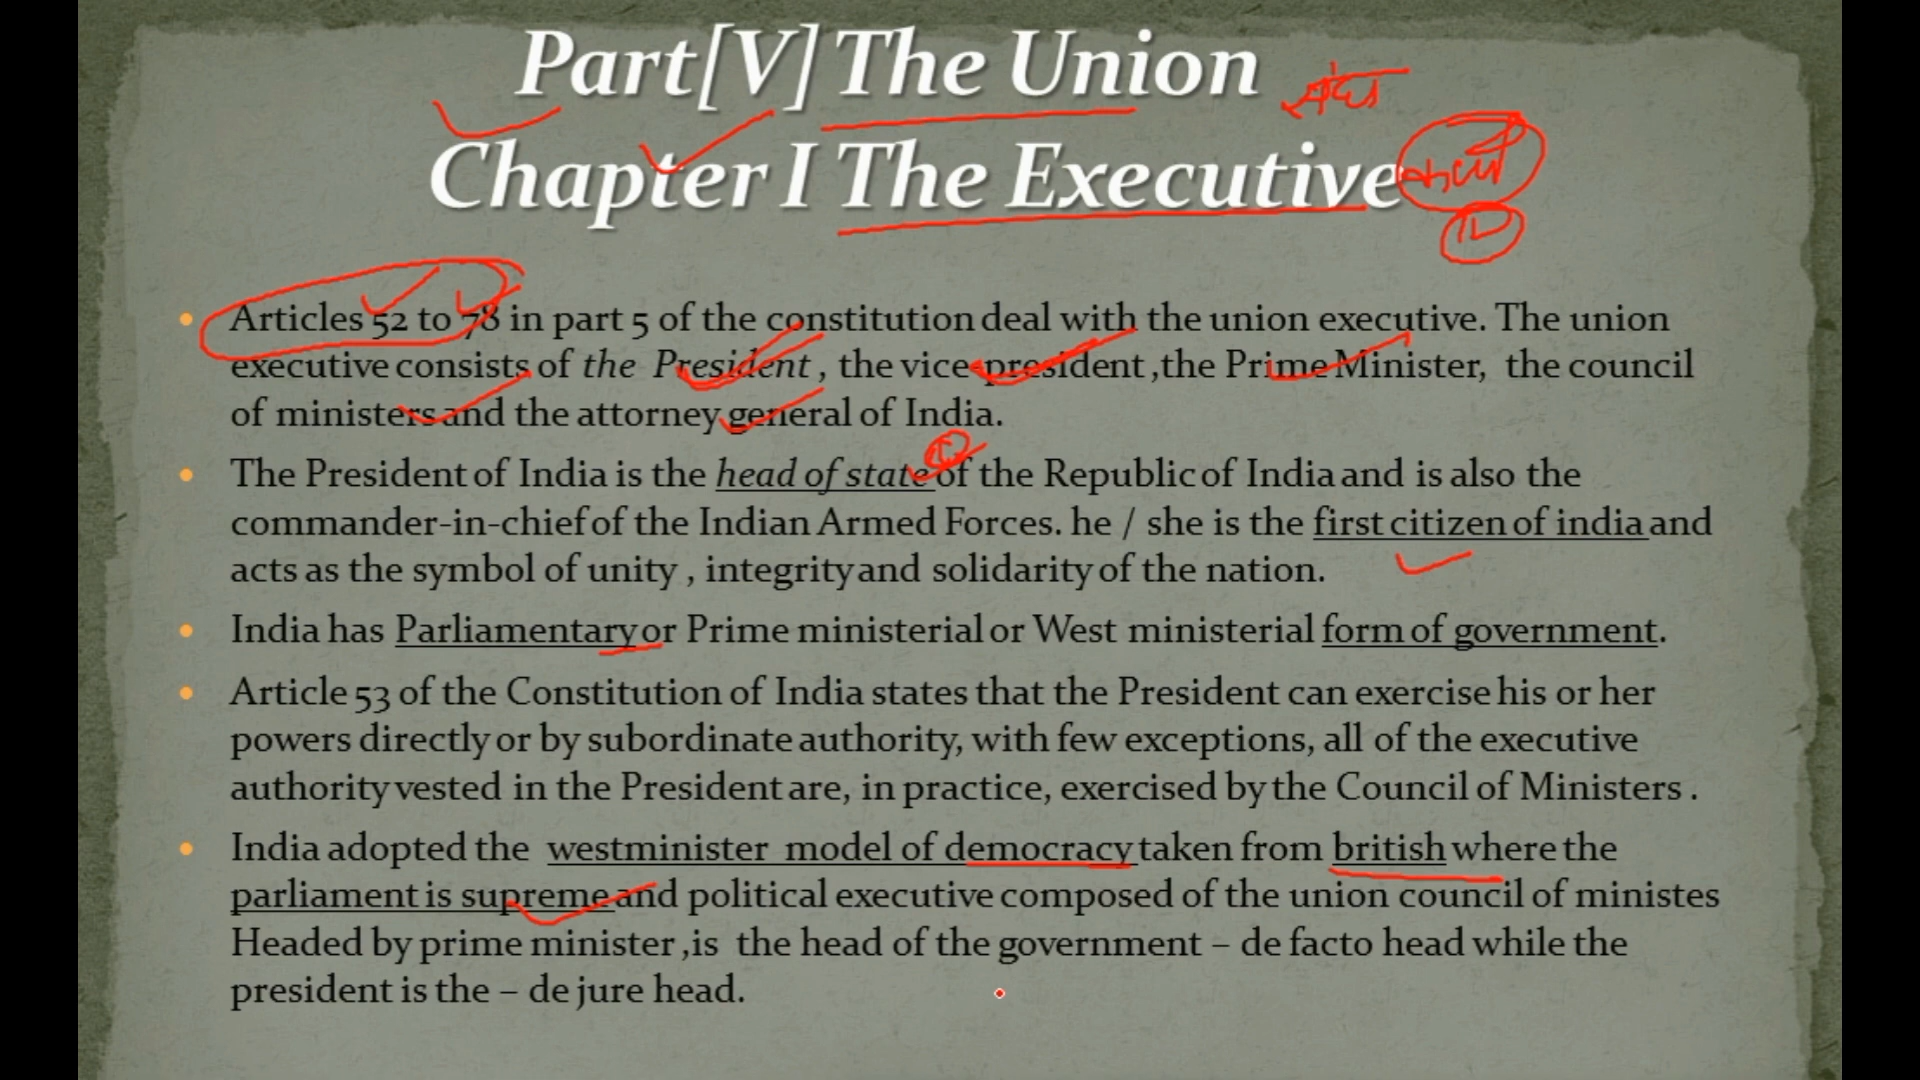 Part[V] The Union
Chapter I The Executive
• Articles 52 to 78 in part 5 of the constitution deal with the union executive. The union
executive consists of the President , the vice president ,the Prime Minister, the council
of ministers and the attorney general of India.
• The President of India is the head of state of the Republic of India and is also the
commander-in-chief of the Indian Armed Forces. he / she is the first citizen of india and
acts as the symbol of unity , integrity and solidarity of the nation.
• India has Parliamentary or Prime ministerial or West ministerial form of government.
• Article 53 of the Constitution of India states that the President can exercise his or her
powers directly or by subordinate authority, with few exceptions, all of the executive
authority vested in the President are, in practice, exercised by the Council of Ministers .
• India adopted the westminister model of democracy taken from british where the
parliament is supreme and political executive composed of the union council of ministes
Headed by prime minister ,is the head of the government – de facto head while the
president is the – de jure head.